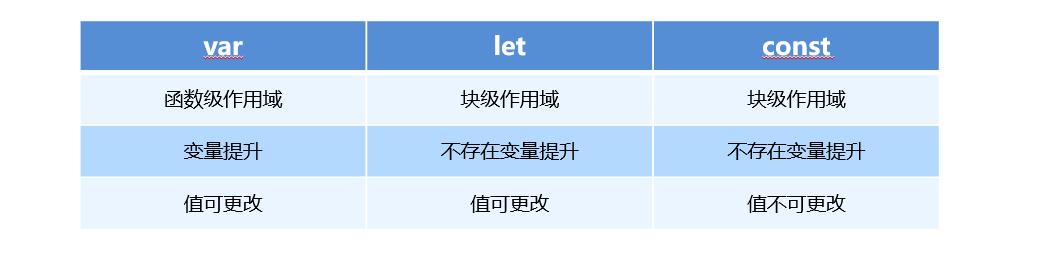 var let const
函数级作用域 块级作用域 块级作用域
变量提升 不存在变量提升 不存在变量提升
值可更改 值可更改 值不可更改